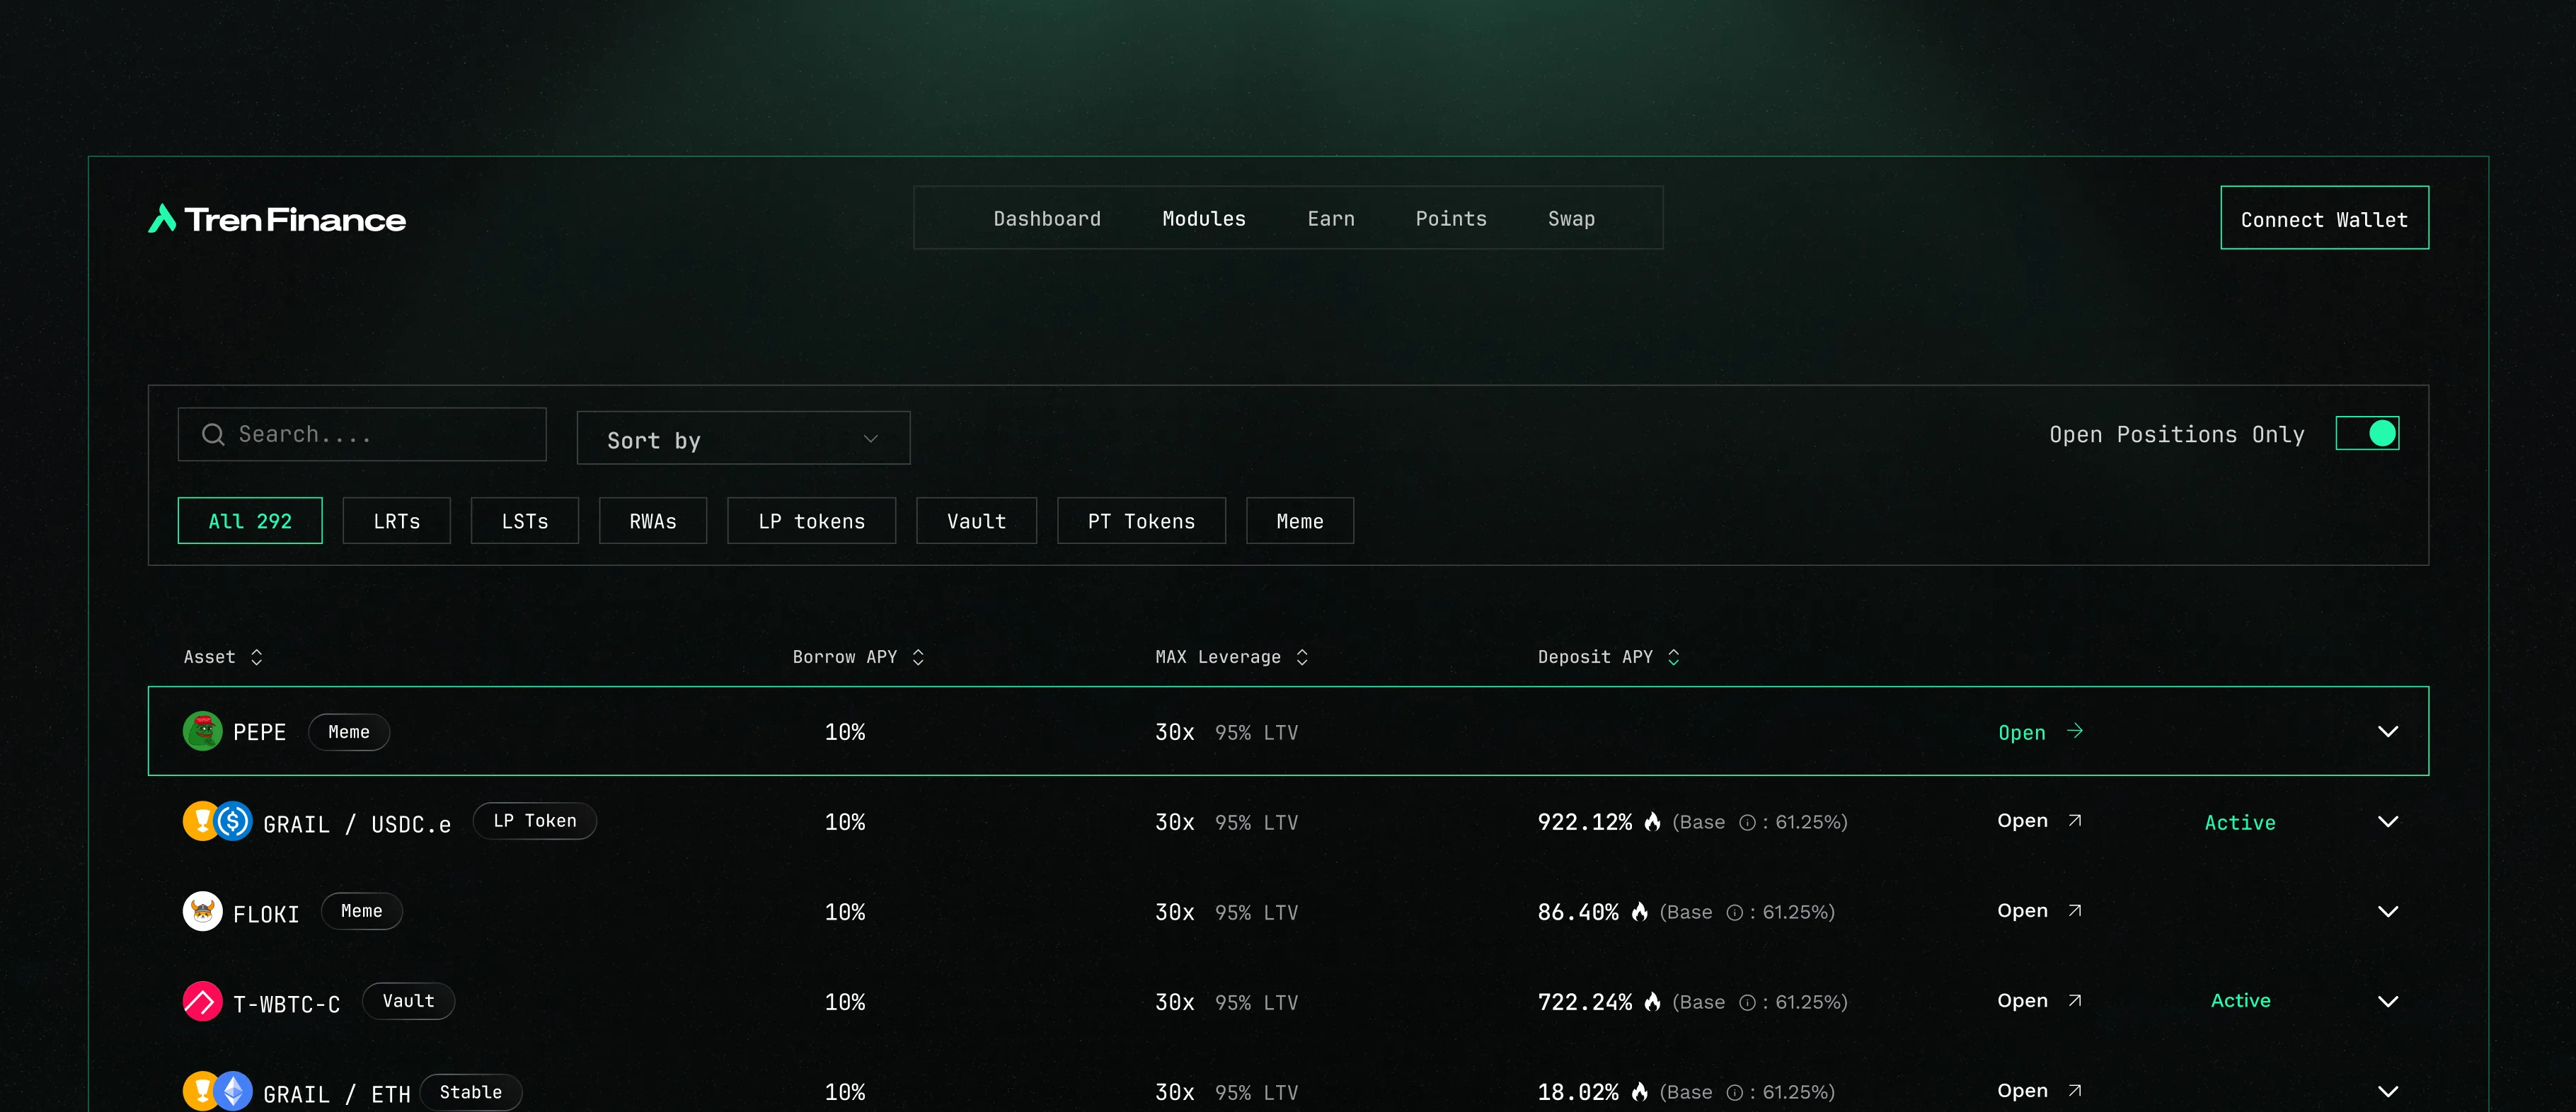 Tren Finance
Dashboard Modules Earn Points Swap
Connect Wallet
Search....
Sort by
Open Positions Only
All 292 LRTs LSTs RWAs LP tokens Vault PT Tokens Meme
Asset Borrow APY MAX Leverage Deposit APY
PEPE Meme 10% 30x 95% LTV Open
GRAIL / USDC.e LP Token 10% 30x 95% LTV 922.12% (Base : 61.25%) Open Active
FLOKI Meme 10% 30x 95% LTV 86.40% (Base : 61.25%) Open
T-WBTC-C Vault 10% 30x 95% LTV 722.24% (Base : 61.25%) Open Active
GRAIL / ETH Stable 10% 30x 95% LTV 18.02% (Base : 61.25%) Open